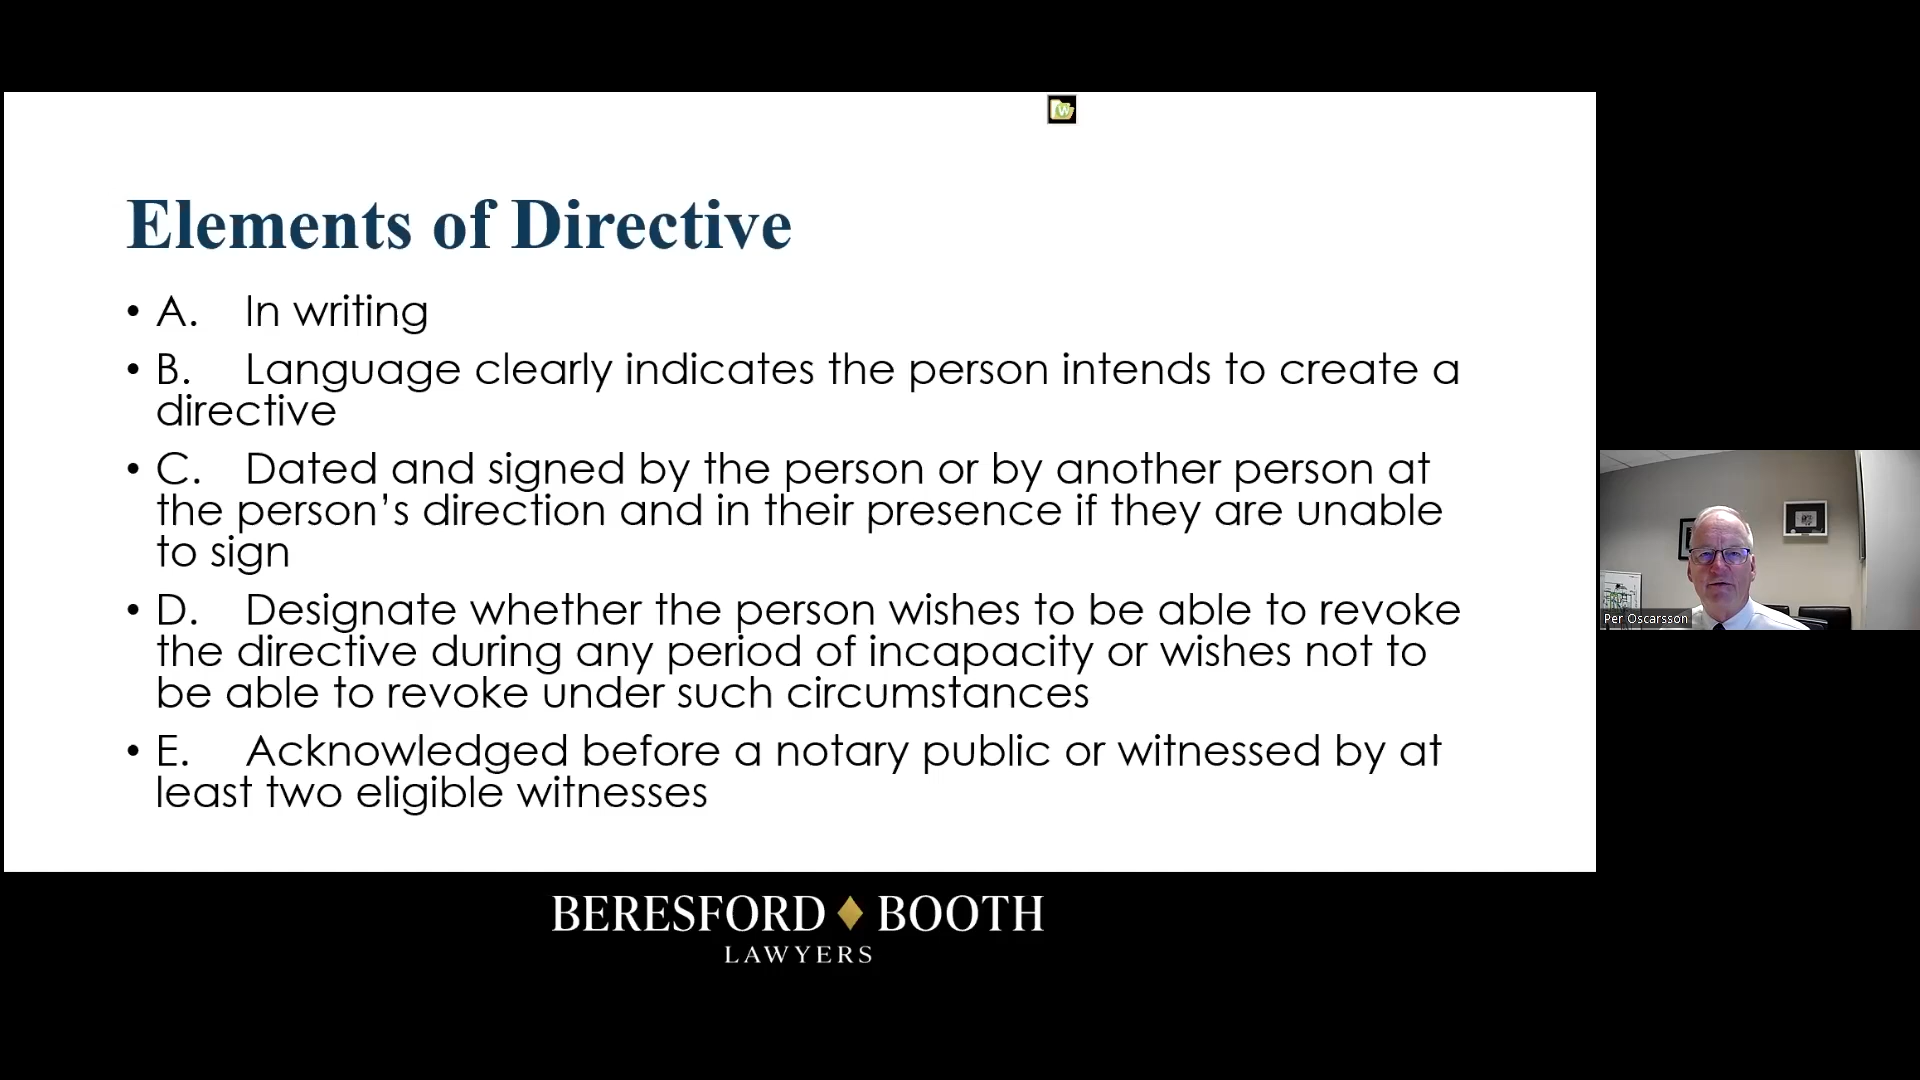 Elements of Directive
• A. In writing
• B. Language clearly indicates the person intends to create a
directive
• C. Dated and signed by the person or by another person at
the person’s direction and in their presence if they are unable
to sign
• D. Designate whether the person wishes to be able to revoke
the directive during any period of incapacity or wishes not to
be able to revoke under such circumstances
• E. Acknowledged before a notary public or witnessed by at
least two eligible witnesses
Per Oscarsson
BERESFORD BOOTH
LAWYERS